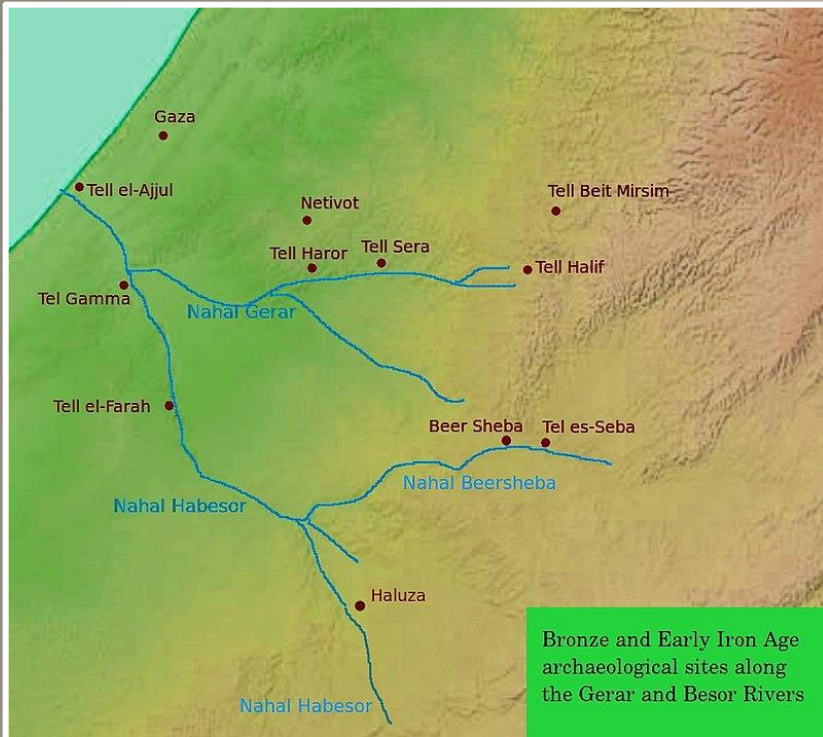 Gaza
Tell el-Ajjul
Tell Beit Mirsim
Netivot
Tell Haror
Tell Sera
Tell Halif
Tel Gamma
Nahal Gerar
Tell el-Farah
Beer Sheba
Tel es-Seba
Nahal Beersheba
Nahal Habesor
Haluza
Nahal Habesor
Bronze and Early Iron Age
archaeological sites along
the Gerar and Besor Rivers